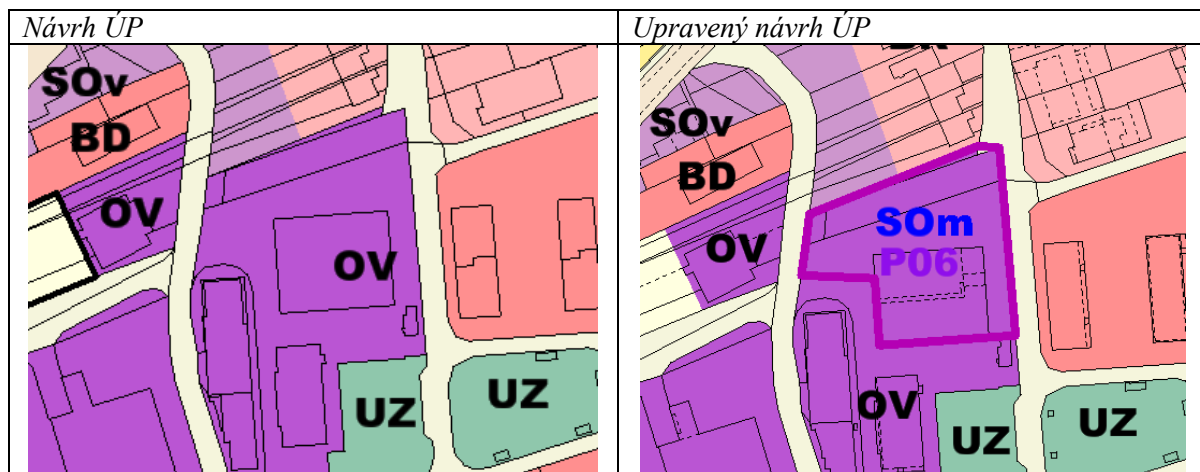 Návrh ÚP
Upravený návrh ÚP
SOv
BD
OV
OV
UZ
UZ
SOv
BD
OV
SOm
P06
OV
UZ
UZ